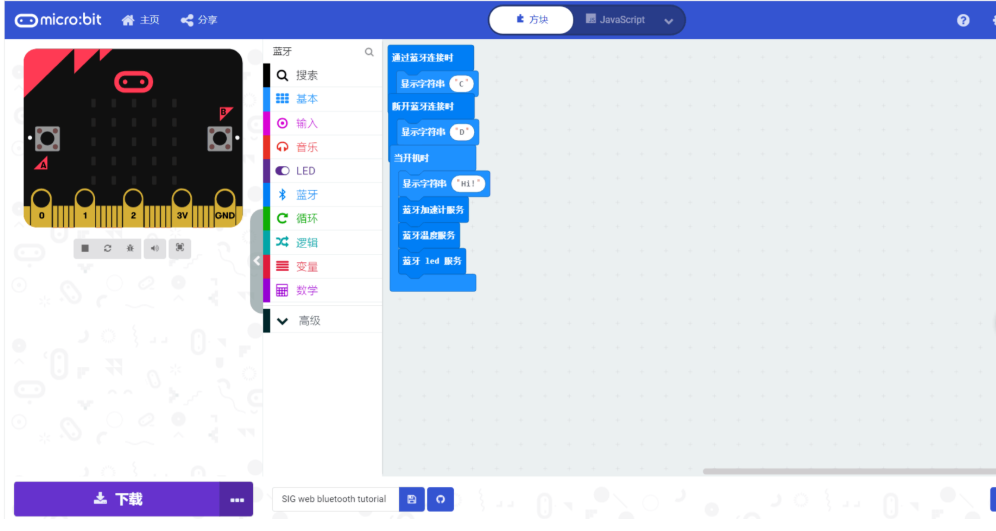 micro:bit 主页 分享 方块 JavaScript ?
蓝牙
搜索
基本
输入
音乐
LED
蓝牙
循环
逻辑
变量
数学
高级
B
A
0 1 2 3V GND
通过蓝牙连接时
显示字符串 "C"
断开蓝牙连接时
显示字符串 "D"
当开机时
显示字符串 "Hi!"
蓝牙加速计服务
蓝牙温度服务
蓝牙 led 服务
下载 ...
SIG web bluetooth tutorial